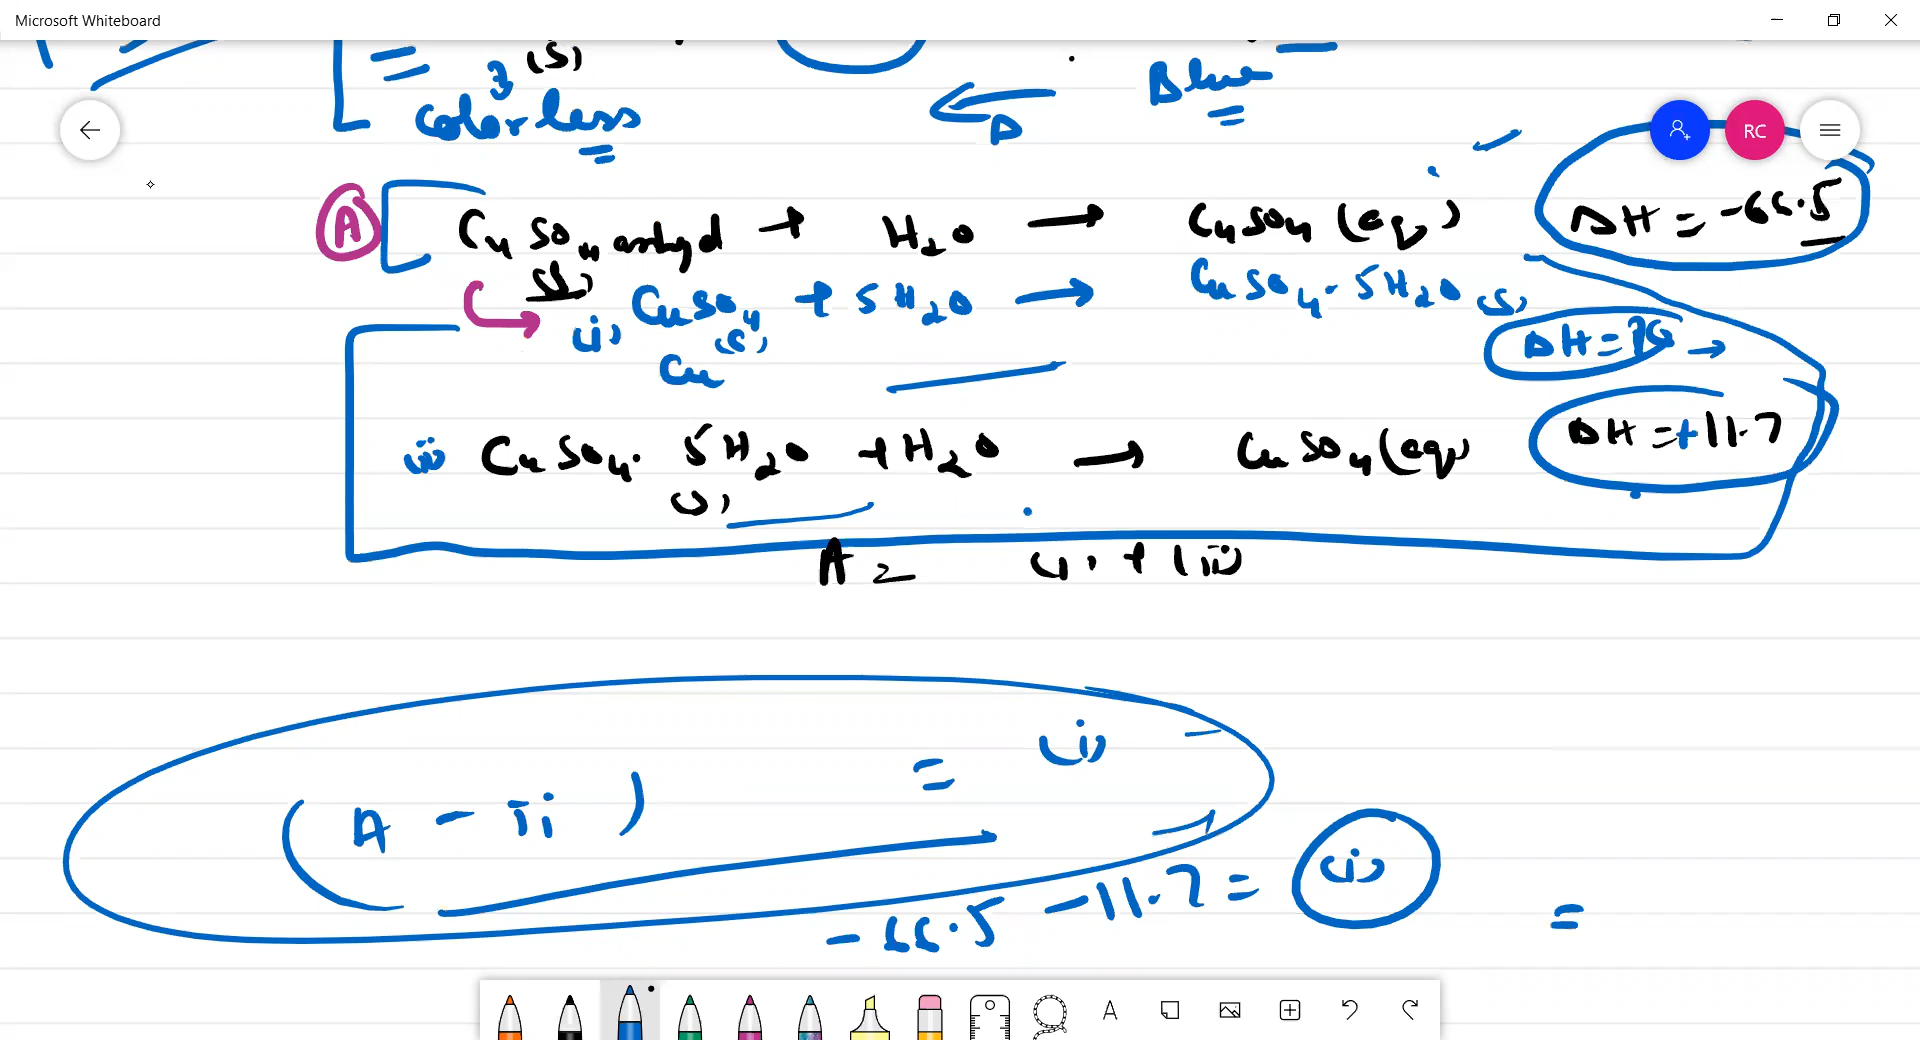 Microsoft Whiteboard
(s)
colorless
Blue
Δ
RC
A CuSO4 anhyd + H2O → CuSO4 (aq) ΔH = -66.5
(s)
(i) CuSO4 + 5H2O → CuSO4. 5H2O (s)
(s)
ΔH = ?
Cu
(ii) CuSO4. 5H2O + H2O → CuSO4 (aq) ΔH = +11.7
(s)
A = (i) + (ii)
(A - ii) = (i)
-66.5 - 11.7 = (i) =